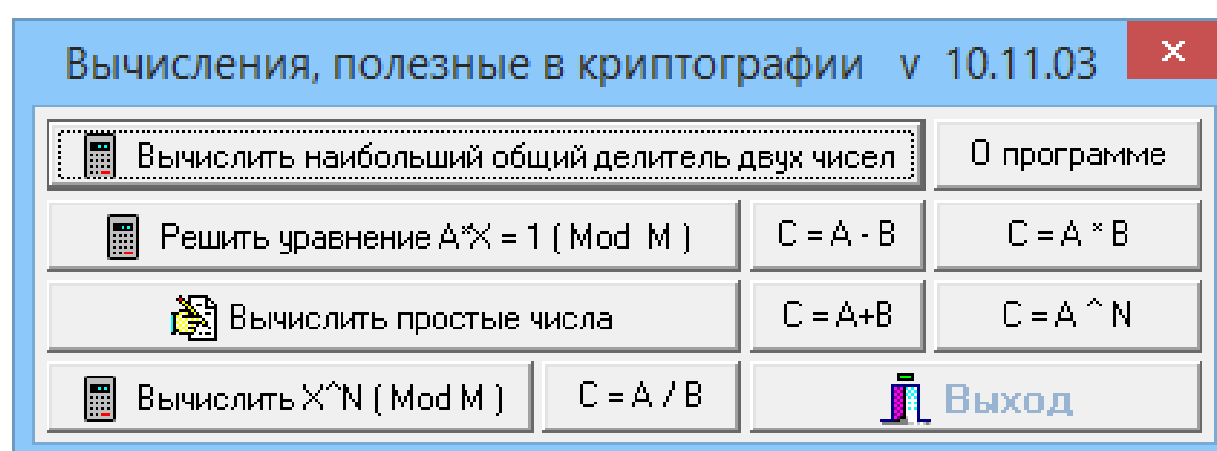 Вычисления, полезные в криптографии v 10.11.03
Вычислить наибольший общий делитель двух чисел О программе
Решить уравнение A*X = 1 ( Mod M ) C = A - B C = A * B
Вычислить простые числа C = A+B C = A ^ N
Вычислить X^N ( Mod M ) C = A / B Выход